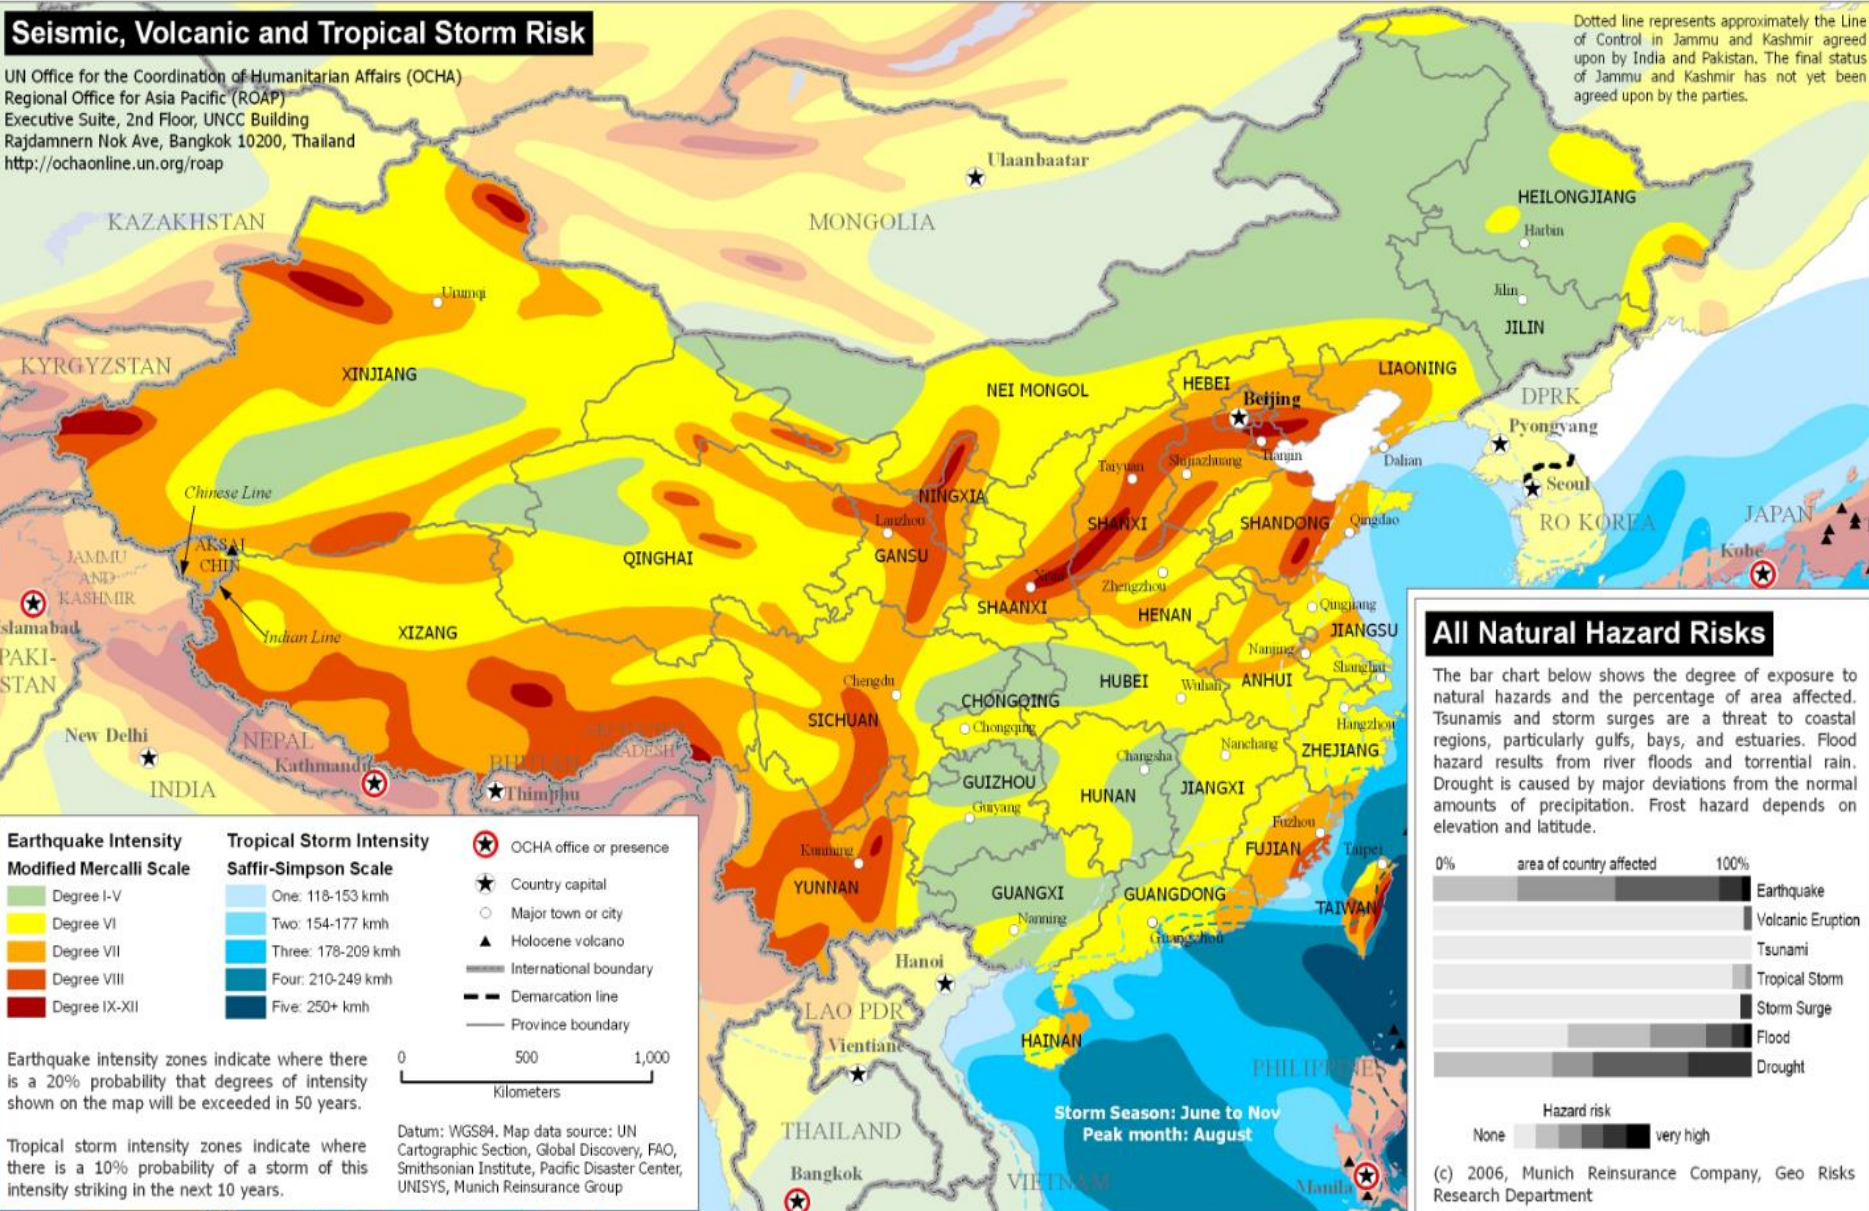 Seismic, Volcanic and Tropical Storm Risk
UN Office for the Coordination of Humanitarian Affairs (OCHA)
Regional Office for Asia Pacific (ROAP)
Executive Suite, 2nd Floor, UNCC Building
Rajdamnern Nok Ave, Bangkok 10200, Thailand
http://ochaonline.un.org/roap
Dotted line represents approximately the Line
of Control in Jammu and Kashmir agreed
upon by India and Pakistan. The final status
of Jammu and Kashmir has not yet been
agreed upon by the parties.
Ulaanbaatar
KAZAKHSTAN
MONGOLIA
HEILONGJIANG
Harbin
Urumqi
Jilin
JILIN
KYRGYZSTAN
XINJIANG
NEI MONGOL
HEBEI
LIAONING
Beijing
DPRK
Pyongyang
Taiyuan
Shijiazhuang
Tianjin
Dalian
Chinese Line
NINGXIA
Seoul
Lanzhou
SHANXI
SHANDONG
Qingdao
RO KOREA
JAPAN
AKSAI
CHIN
JAMMU
AND
KASHMIR
QINGHAI
GANSU
Kobe
Xian
Zhengzhou
SHAANXI
HENAN
Qingjiang
JIANGSU
Islamabad
Indian Line
XIZANG
PAKI-
STAN
Nanjing
Shanghai
Chengdu
CHONGQING
HUBEI
Wuhan
ANHUI
SICHUAN
Chongqing
Hangzhou
New Delhi
NEPAL
Kathmandu
BHUTAN
PRADESH
Thimphu
INDIA
Changsha
Nanchang
ZHEJIANG
GUIZHOU
HUNAN
JIANGXI
Guiyang
Fuzhou
FUJIAN
Taipei
Kunming
YUNNAN
GUANGXI
GUANGDONG
TAIWAN
Nanning
Guangzhou
Hanoi
LAO PDR
Vientiane
HAINAN
PHILIPPINES
Storm Season: June to Nov
Peak month: August
THAILAND
Bangkok
VIETNAM
Manila
Earthquake Intensity
Modified Mercalli Scale
Degree I-V
Degree VI
Degree VII
Degree VIII
Degree IX-XII
Tropical Storm Intensity
Saffir-Simpson Scale
One: 118-153 kmh
Two: 154-177 kmh
Three: 178-209 kmh
Four: 210-249 kmh
Five: 250+ kmh
OCHA office or presence
Country capital
Major town or city
Holocene volcano
International boundary
Demarcation line
Province boundary
Earthquake intensity zones indicate where there
is a 20% probability that degrees of intensity
shown on the map will be exceeded in 50 years.
Tropical storm intensity zones indicate where
there is a 10% probability of a storm of this
intensity striking in the next 10 years.
0 500 1,000
Kilometers
Datum: WGS84. Map data source: UN
Cartographic Section, Global Discovery, FAO,
Smithsonian Institute, Pacific Disaster Center,
UNISYS, Munich Reinsurance Group
All Natural Hazard Risks
The bar chart below shows the degree of exposure to
natural hazards and the percentage of area affected.
Tsunamis and storm surges are a threat to coastal
regions, particularly gulfs, bays, and estuaries. Flood
hazard results from river floods and torrential rain.
Drought is caused by major deviations from the normal
amounts of precipitation. Frost hazard depends on
elevation and latitude.
0% area of country affected 100%
Earthquake
Volcanic Eruption
Tsunami
Tropical Storm
Storm Surge
Flood
Drought
Hazard risk
None very high
(c) 2006, Munich Reinsurance Company, Geo Risks
Research Department